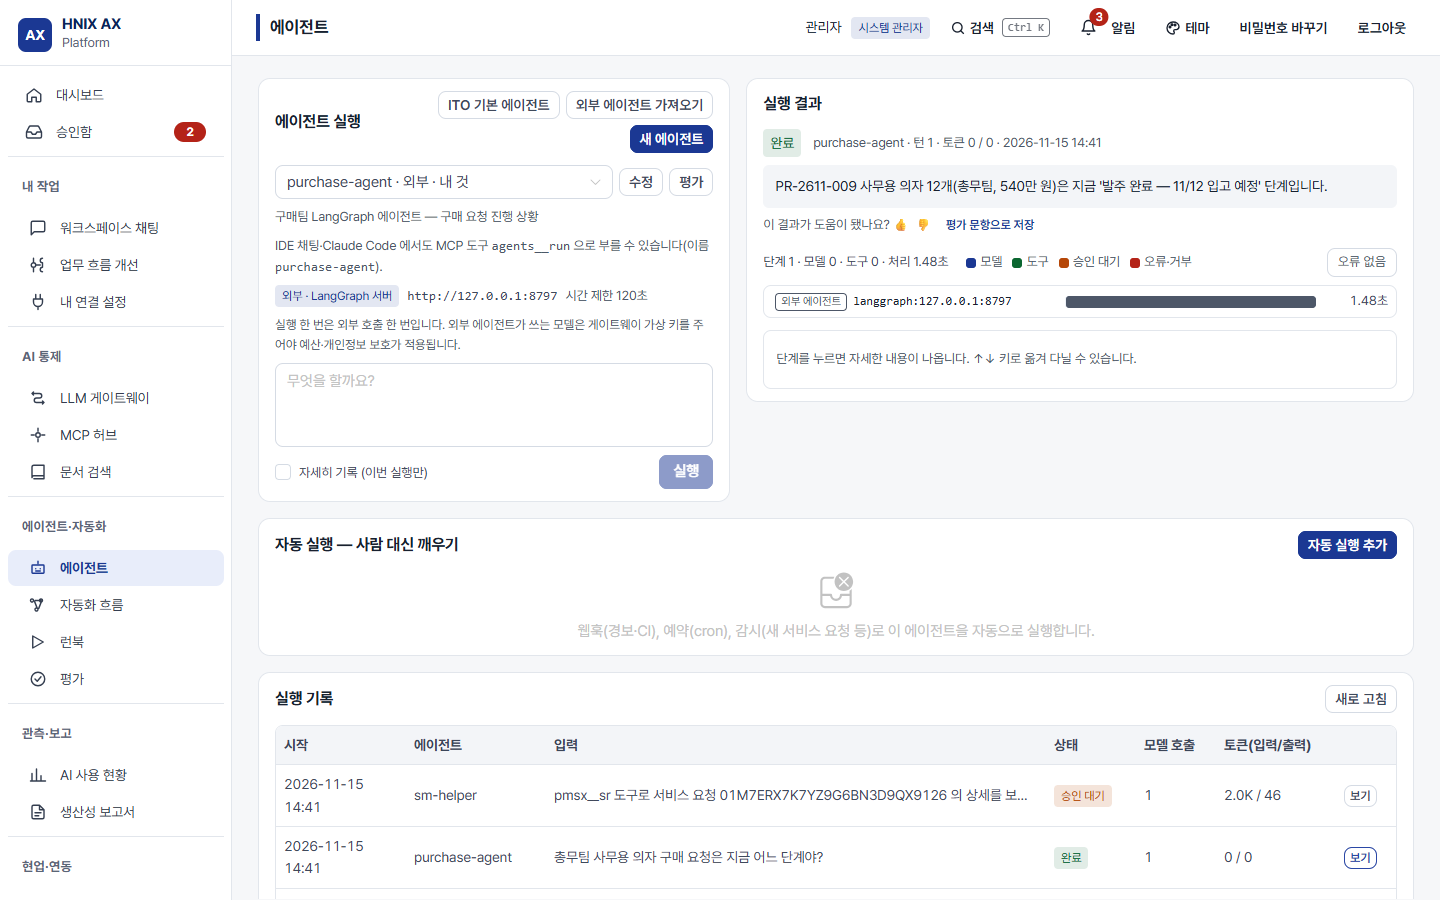 AX
HNIX AX
Platform
대시보드
승인함
2
내 작업
워크스페이스 채팅
업무 흐름 개선
내 연결 설정
AI 통제
LLM 게이트웨이
MCP 허브
문서 검색
에이전트·자동화
에이전트
자동화 흐름
런북
평가
관측·보고
AI 사용 현황
생산성 보고서
현업·연동
에이전트
관리자
시스템 관리자
검색
Ctrl K
3
알림
테마
비밀번호 바꾸기
로그아웃
에이전트 실행
ITO 기본 에이전트
외부 에이전트 가져오기
새 에이전트
purchase-agent · 외부 · 내 것
수정
평가
구매팀 LangGraph 에이전트 — 구매 요청 진행 상황
IDE 채팅·Claude Code 에서도 MCP 도구 agents__run 으로 부를 수 있습니다(이름
purchase-agent).
외부 · LangGraph 서버
http://127.0.0.1:8797
시간 제한 120초
실행 한 번은 외부 호출 한 번입니다. 외부 에이전트가 쓰는 모델은 게이트웨이 가상 키를 주
어야 예산·개인정보 보호가 적용됩니다.
무엇을 할까요?
자세히 기록 (이번 실행만)
실행
실행 결과
완료
purchase-agent · 턴 1 · 토큰 0 / 0 · 2026-11-15 14:41
PR-2611-009 사무용 의자 12개(총무팀, 540만 원)은 지금 '발주 완료 — 11/12 입고 예정' 단계입니다.
이 결과가 도움이 됐나요? 👍 👎 평가 문항으로 저장
단계 1 · 모델 0 · 도구 0 · 처리 1.48초
모델
도구
승인 대기
오류·거부
오류 없음
외부 에이전트
langgraph:127.0.0.1:8797
1.48초
단계를 누르면 자세한 내용이 나옵니다. ↑↓ 키로 옮겨 다닐 수 있습니다.
자동 실행 — 사람 대신 깨우기
자동 실행 추가
웹훅(경보·CI), 예약(cron), 감시(새 서비스 요청 등)로 이 에이전트를 자동으로 실행합니다.
실행 기록
새로 고침
시작 에이전트 입력 상태 모델 호출 토큰(입력/출력)
2026-11-15
14:41
sm-helper
pmsx__sr 도구로 서비스 요청 01M7ERX7K7YZ9G6BN3D9QX9126 의 상세를 보...
승인 대기
1
2.0K / 46
보기
2026-11-15
14:41
purchase-agent
총무팀 사무용 의자 구매 요청은 지금 어느 단계야?
완료
1
0 / 0
보기